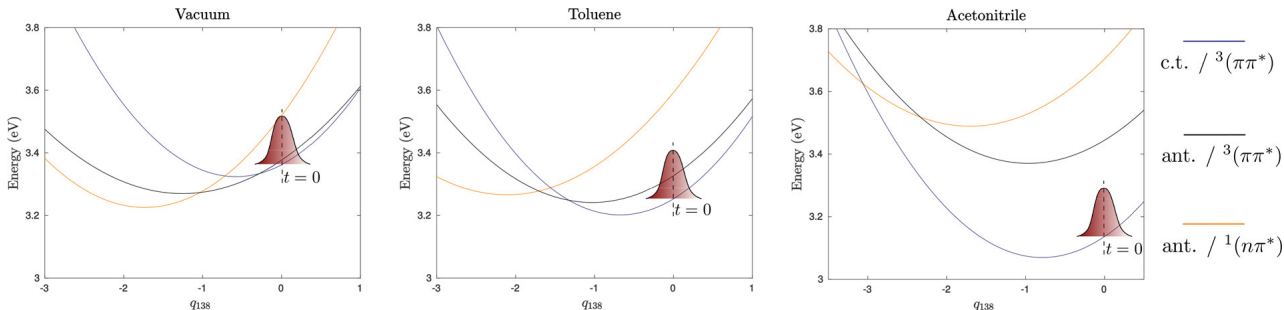 Vacuum
3.8
3.6
3.4
3.2
3
Energy (eV)
t = 0
-3
-2
-1
0
1
q₁₃₈
Toluene
3.8
3.6
3.4
3.2
3
Energy (eV)
t = 0
-3
-2
-1
0
1
q₁₃₈
Acetonitrile
3.8
3.6
3.4
3.2
3
Energy (eV)
t = 0
-3
-2
-1
0
q₁₃₈
c.t. / ³(ππ*)
ant. / ³(ππ*)
ant. / ¹(nπ*)